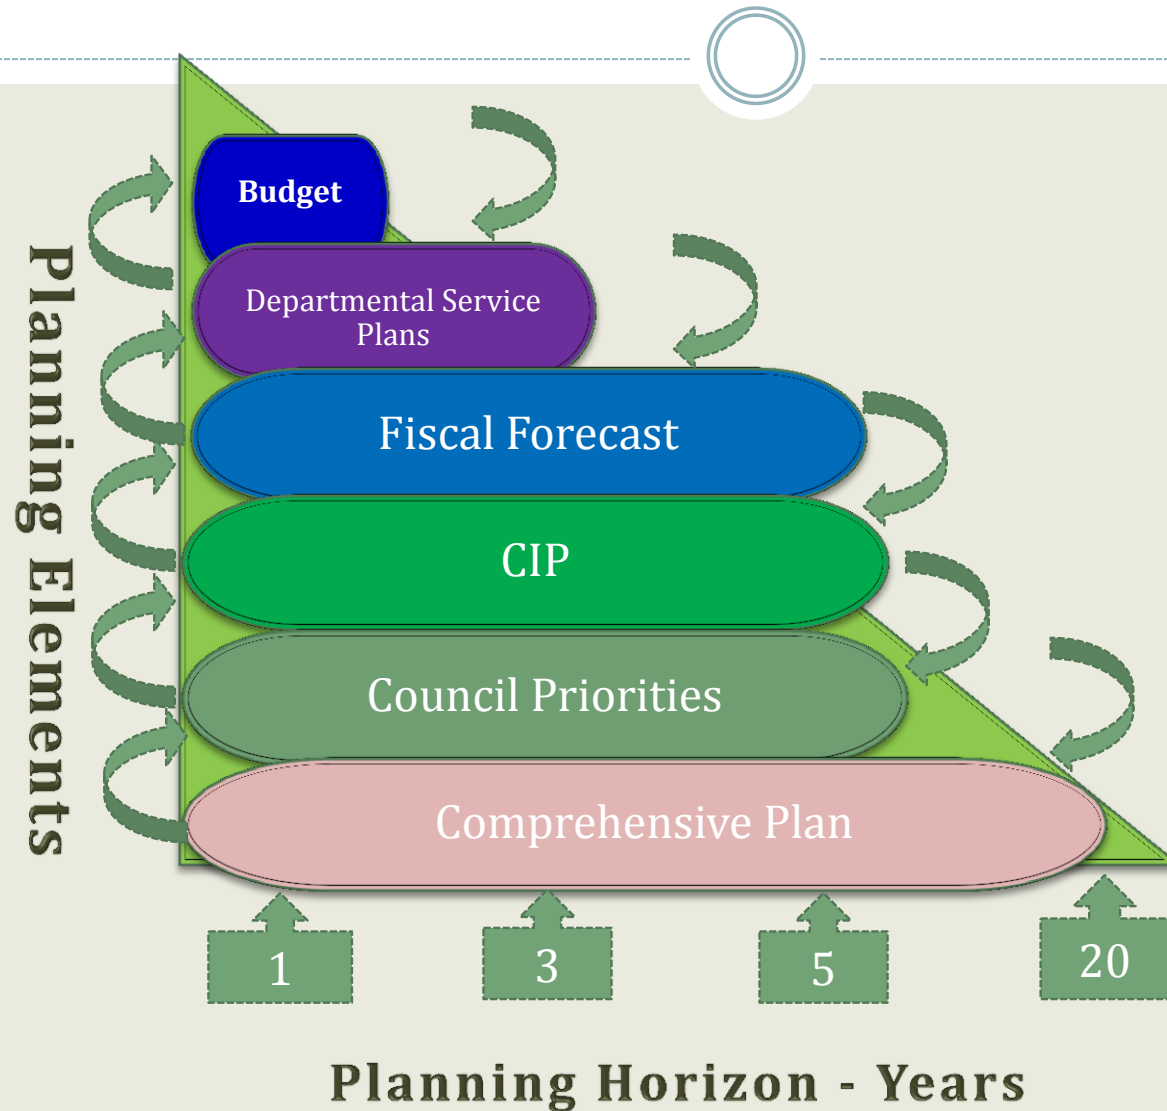 Budget
Departmental Service
Plans
Fiscal Forecast
CIP
Council Priorities
Comprehensive Plan
Planning Elements
1
3
5
20
Planning Horizon - Years